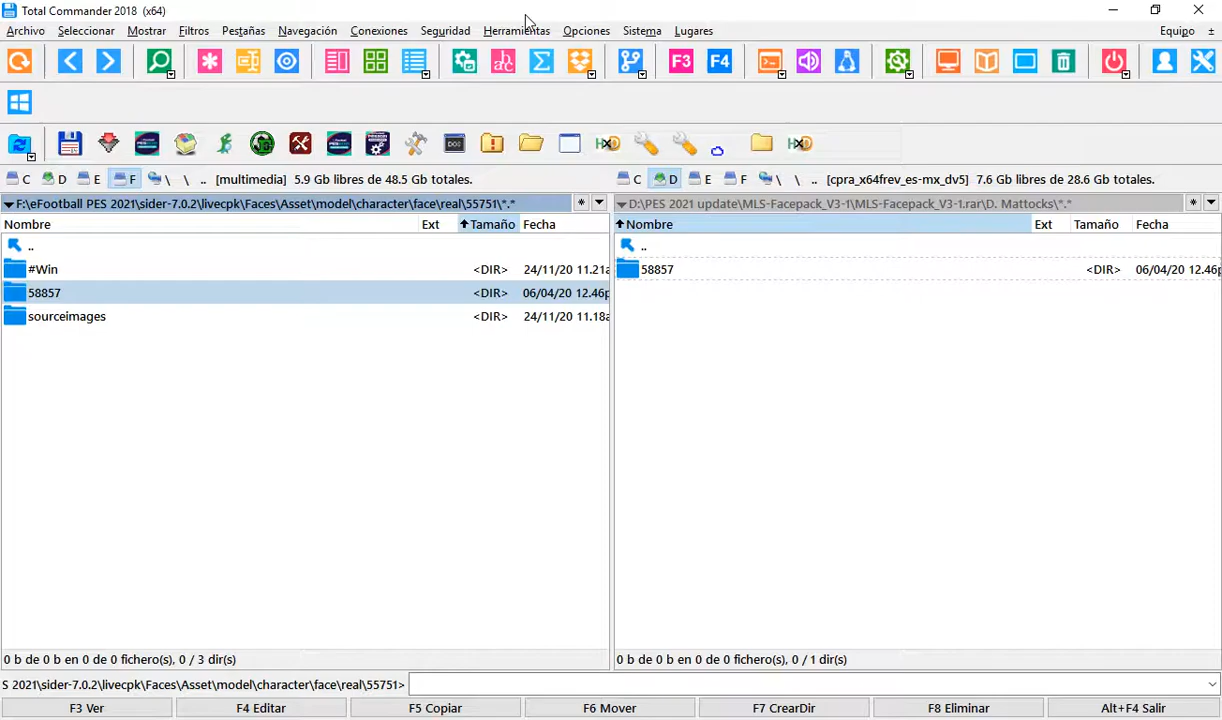 Total Commander 2018 (x64)
Archivo Seleccionar Mostrar Filtros Pestañas Navegación Conexiones Seguridad Herramientas Opciones Sistema Lugares Equipo ±
F3 F4
DOS
HxD HxD
C D E F \ \ .. [multimedia] 5.9 Gb libres de 48.5 Gb totales.
C D E F \ \ .. [cpra_x64frev_es-mx_dv5] 7.6 Gb libres de 28.6 Gb totales.
F:\eFootball PES 2021\sider-7.0.2\livecpk\Faces\Asset\model\character\face\real\55751\*.* *
D:\PES 2021 update\MLS-Facepack_V3-1\MLS-Facepack_V3-1.rar\D. Mattocks\*.* *
Nombre Ext Tamaño Fecha
..
#Win <DIR> 24/11/20 11.21a
58857 <DIR> 06/04/20 12.46p
sourceimages <DIR> 24/11/20 11.18a
Nombre Ext Tamaño Fecha
..
58857 <DIR> 06/04/20 12.46p
0 b de 0 b en 0 de 0 fichero(s), 0 / 3 dir(s)
0 b de 0 b en 0 de 0 fichero(s), 0 / 1 dir(s)
S 2021\sider-7.0.2\livecpk\Faces\Asset\model\character\face\real\55751>
F3 Ver F4 Editar F5 Copiar F6 Mover F7 CrearDir F8 Eliminar Alt+F4 Salir